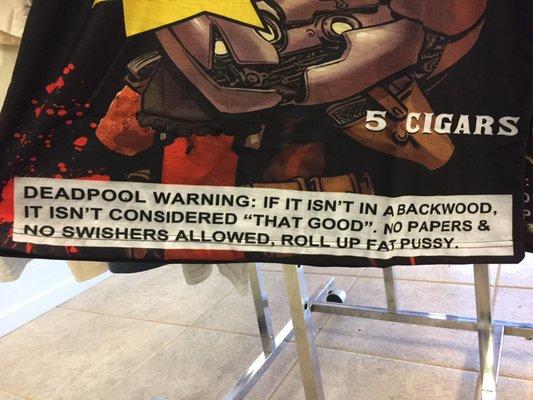 5 CIGARS
DEADPOOL WARNING: IF IT ISN'T IN A BACKWOOD,
IT ISN'T CONSIDERED "THAT GOOD". NO PAPERS &
NO SWISHERS ALLOWED, ROLL UP FAT PUSSY.